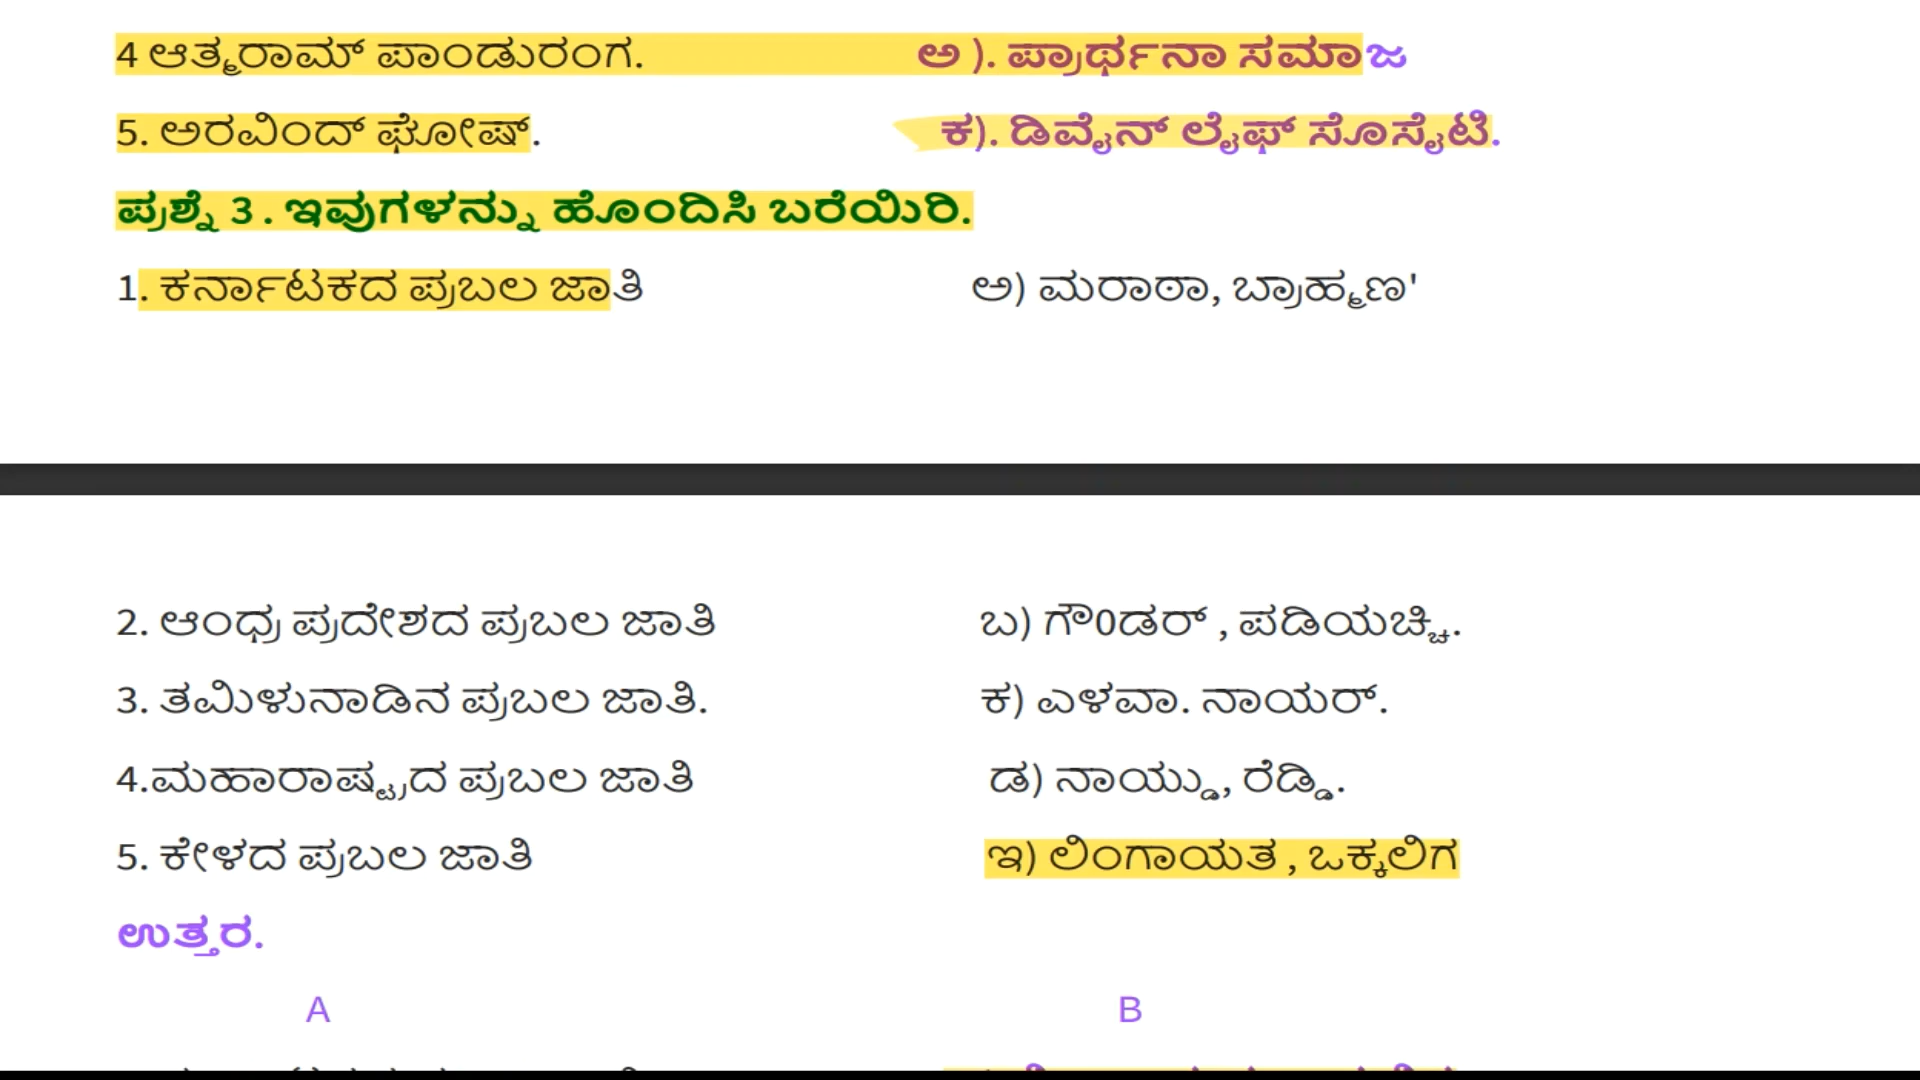 4 ಆತ್ಮರಾಮ್ ಪಾಂಡುರಂಗ. ಅ ). ಪ್ರಾರ್ಥನಾ ಸಮಾಜ
5. ಅರವಿಂದ್ ಘೋಷ್. ಕ). ಡಿವೈನ್ ಲೈಫ್ ಸೊಸೈಟಿ.
ಪ್ರಶ್ನೆ 3 . ಇವುಗಳನ್ನು ಹೊಂದಿಸಿ ಬರೆಯಿರಿ.
1. ಕರ್ನಾಟಕದ ಪ್ರಬಲ ಜಾತಿ ಅ) ಮರಾಠಾ, ಬ್ರಾಹ್ಮಣ'
2. ಆಂಧ್ರ ಪ್ರದೇಶದ ಪ್ರಬಲ ಜಾತಿ ಬ) ಗೌ0ಡರ್ , ಪಡಿಯಚ್ಚಿ.
3. ತಮಿಳುನಾಡಿನ ಪ್ರಬಲ ಜಾತಿ. ಕ) ಎಳವಾ. ನಾಯರ್.
4.ಮಹಾರಾಷ್ಟ್ರದ ಪ್ರಬಲ ಜಾತಿ ಡ) ನಾಯ್ಡು, ರೆಡ್ಡಿ.
5. ಕೇಳದ ಪ್ರಬಲ ಜಾತಿ ಇ) ಲಿಂಗಾಯತ , ಒಕ್ಕಲಿಗ
ಉತ್ತರ.
A B